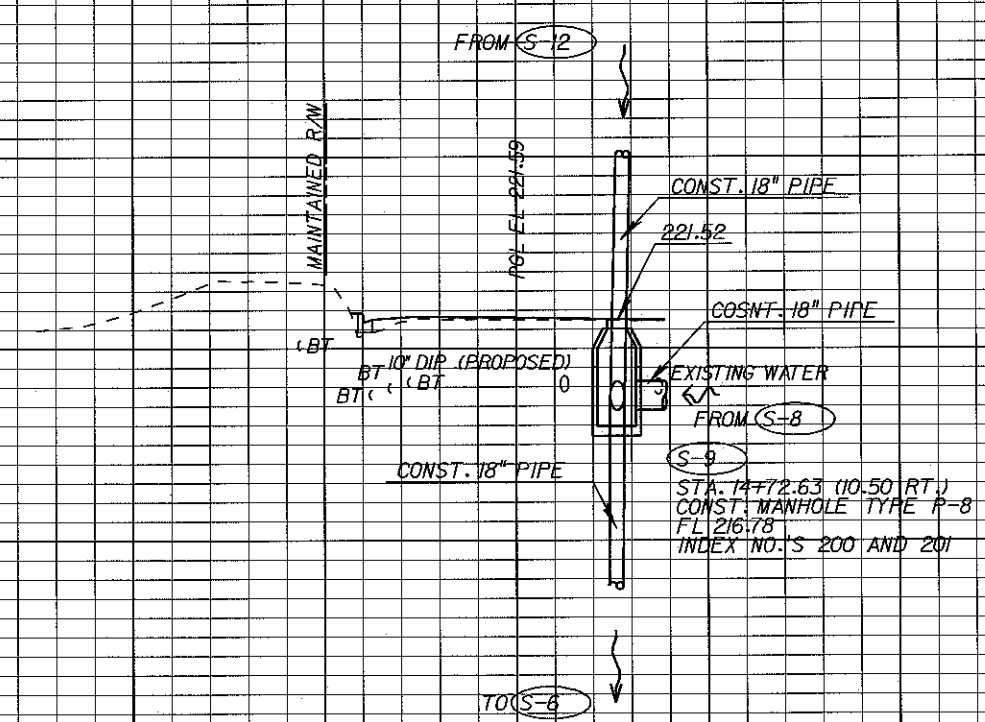 FROM S-12
MAINTAINED R/W
PGL EL 221.59
CONST. 18" PIPE
221.52
COSNT. 18" PIPE
BT
10" DIP (PROPOSED)
BT
BT
BT
0
EXISTING WATER
FROM S-8
CONST. 18" PIPE
S-9
STA. 14+72.63 (10.50 RT.)
CONST. MANHOLE TYPE P-8
FL 216.78
INDEX NO.'S 200 AND 201
TO S-6